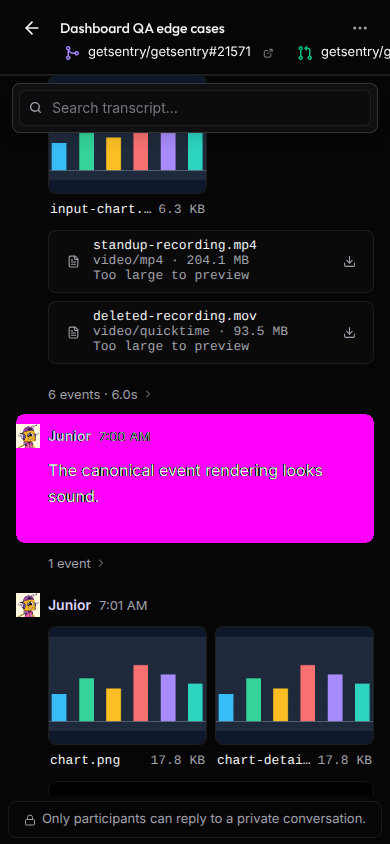 Dashboard QA edge cases
getsentry/getsentry#21571
getsentry/g
Search transcript...
input-chart.… 6.3 KB
standup-recording.mp4
video/mp4 · 204.1 MB
Too large to preview
deleted-recording.mov
video/quicktime · 93.5 MB
Too large to preview
6 events · 6.0s
Junior 7:00 AM
The canonical event rendering looks
sound.
1 event
Junior 7:01 AM
chart.png 17.8 KB chart-detai… 17.8 KB
Only participants can reply to a private conversation.